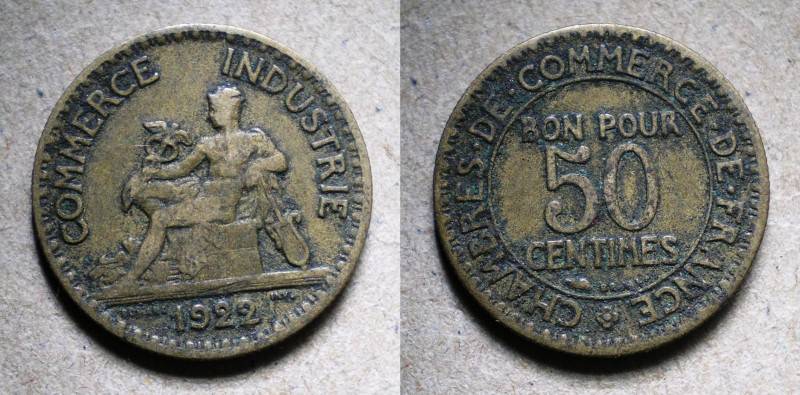 COMMERCE INDUSTRIE
1922
CHAMBRES · DE · COMMERCE · DE · FRANCE
BON POUR
50
CENTIMES